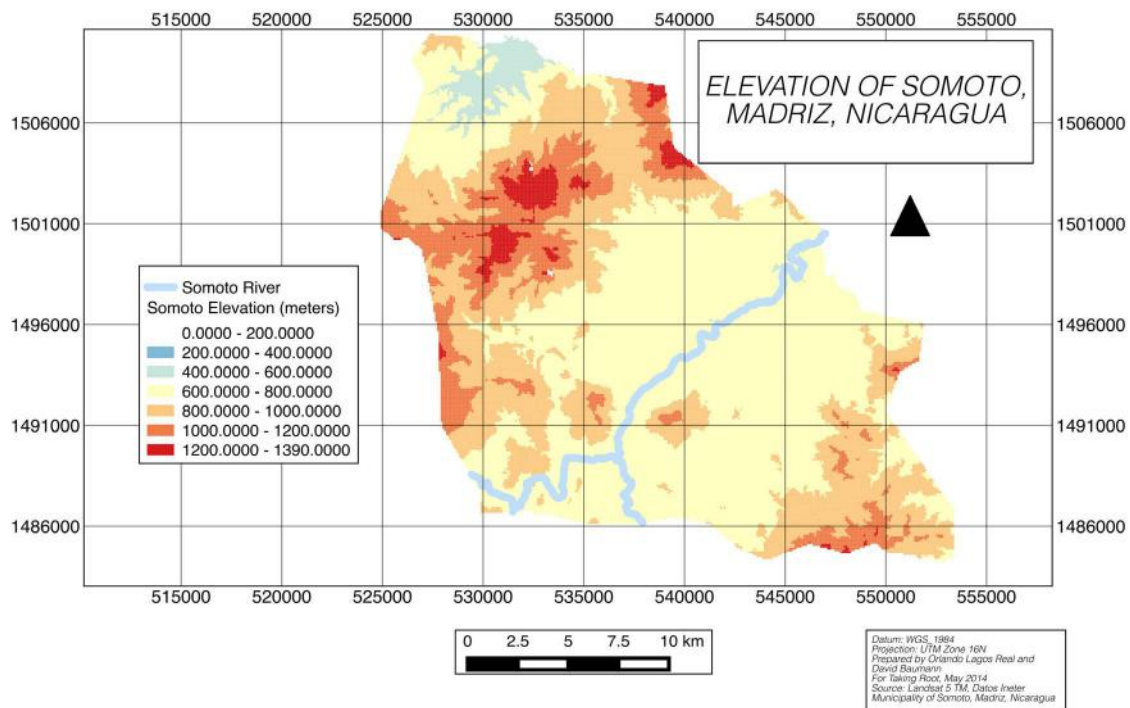 515000 520000 525000 530000 535000 540000 545000 550000 555000
ELEVATION OF SOMOTO,
MADRIZ, NICARAGUA
1506000 1506000
1501000 1501000
Somoto River
Somoto Elevation (meters)
0.0000 - 200.0000
200.0000 - 400.0000
400.0000 - 600.0000
600.0000 - 800.0000
800.0000 - 1000.0000
1000.0000 - 1200.0000
1200.0000 - 1390.0000
1496000 1496000
1491000 1491000
1486000 1486000
515000 520000 525000 530000 535000 540000 545000 550000 555000
0 2.5 5 7.5 10 km
Datum: WGS_1984
Projection: UTM Zone 16N
Prepared by Orlando Lagos Real and
David Baumann
For Taking Root, May 2014
Source: Landsat 5 TM, Datos Ineter
Municipality of Somoto, Madriz, Nicaragua